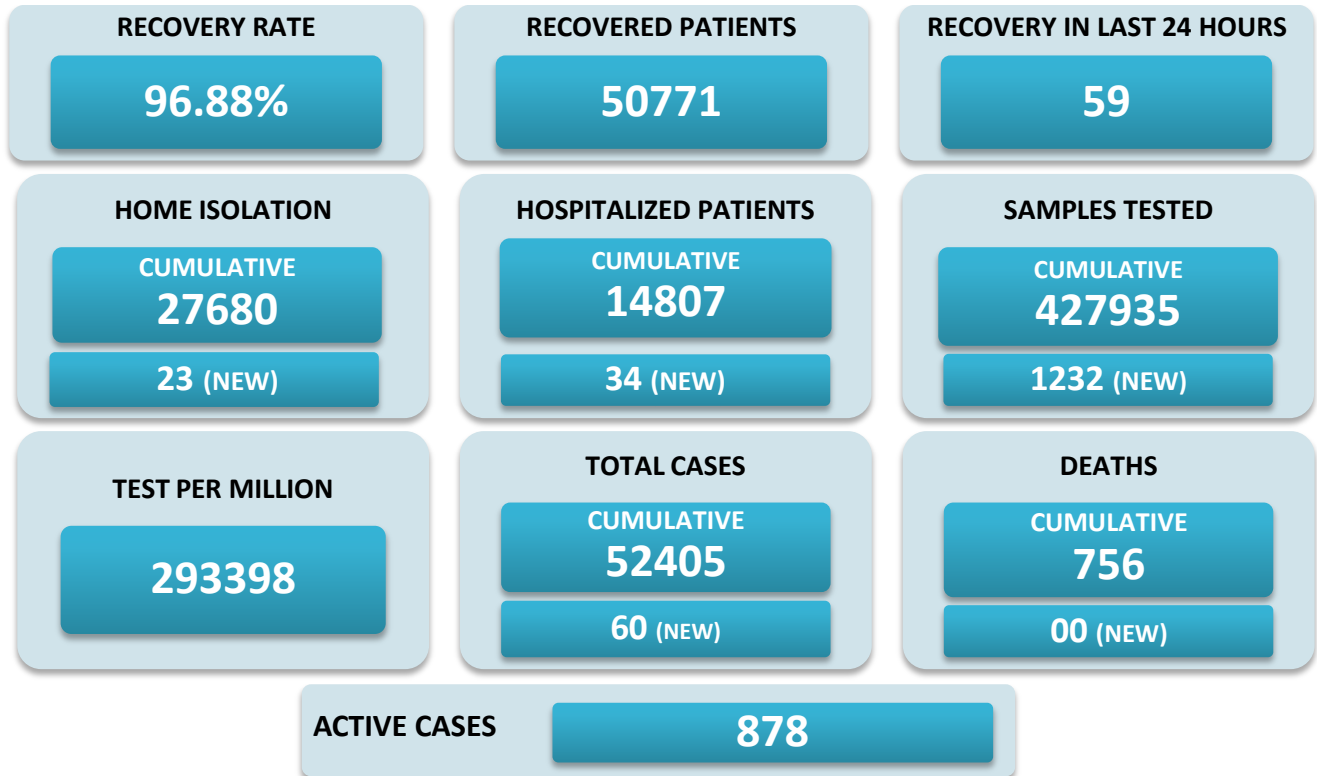 RECOVERY RATE
96.88%
RECOVERED PATIENTS
50771
RECOVERY IN LAST 24 HOURS
59
HOME ISOLATION
CUMULATIVE
27680
23 (NEW)
HOSPITALIZED PATIENTS
CUMULATIVE
14807
34 (NEW)
SAMPLES TESTED
CUMULATIVE
427935
1232 (NEW)
TEST PER MILLION
293398
TOTAL CASES
CUMULATIVE
52405
60 (NEW)
DEATHS
CUMULATIVE
756
00 (NEW)
ACTIVE CASES
878